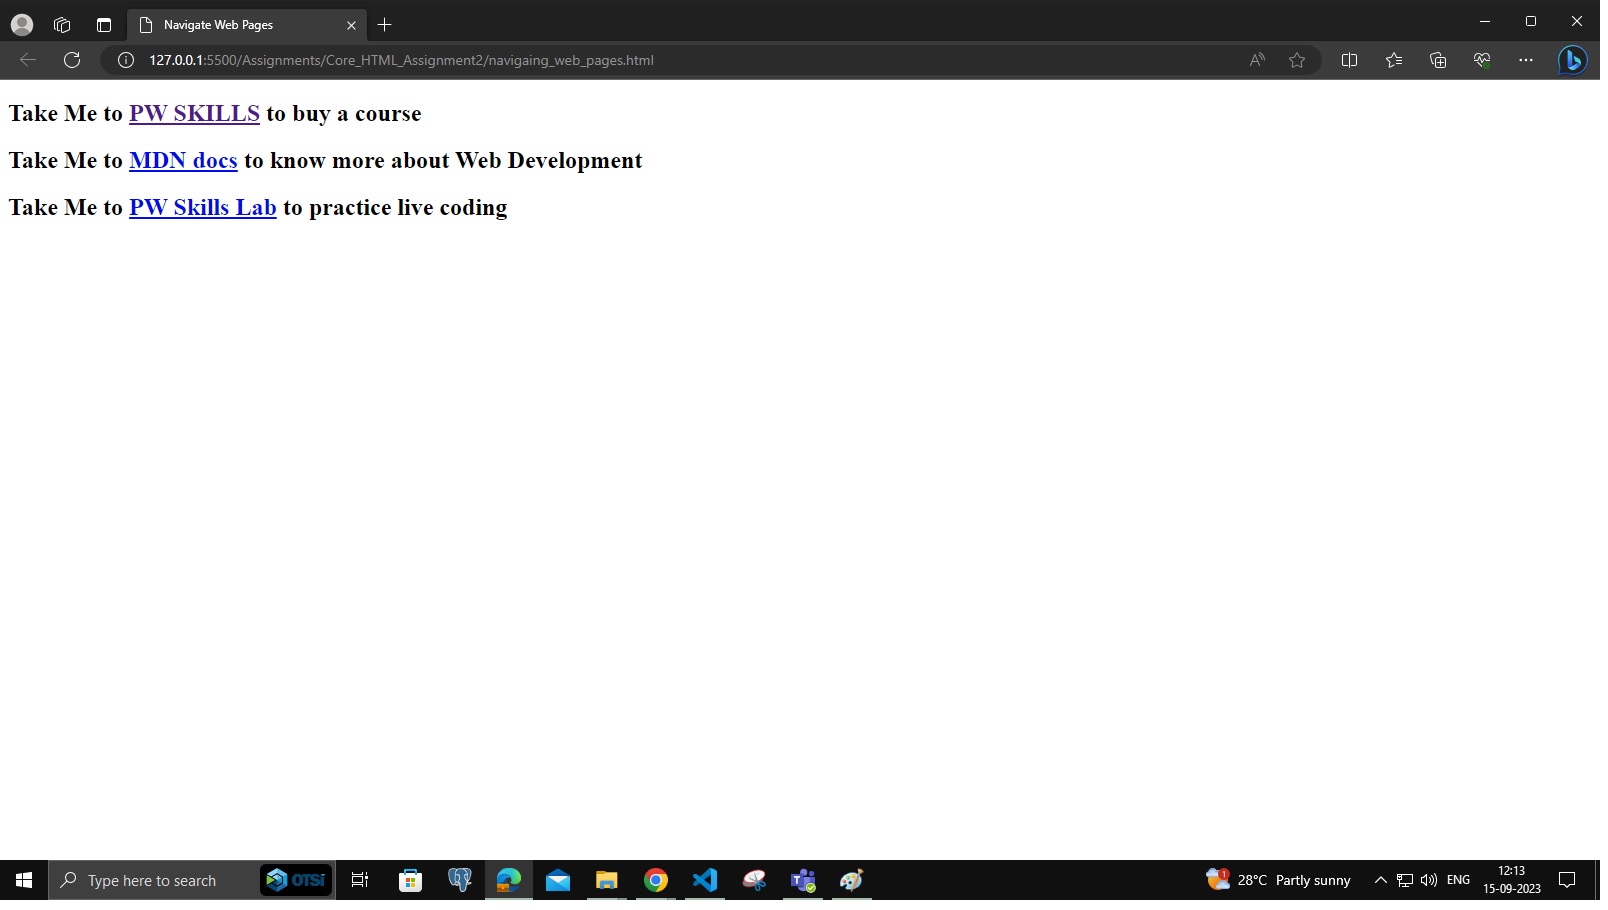 Navigate Web Pages
127.0.0.1:5500/Assignments/Core_HTML_Assignment2/navigaing_web_pages.html
Take Me to PW SKILLS to buy a course
Take Me to MDN docs to know more about Web Development
Take Me to PW Skills Lab to practice live coding
Type here to search
OTSi
1
28°C Partly sunny
ENG
12:13
15-09-2023